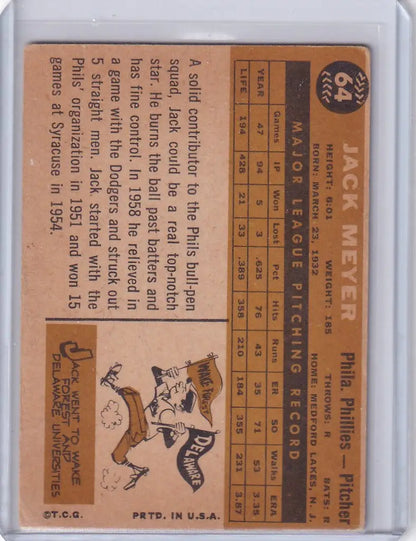 64
JACK MEYER
Phila. Phillies — Pitcher
HEIGHT: 6:01 WEIGHT: 185 THROWS: R BATS: R
BORN: MARCH 23, 1932 HOME: MEDFORD LAKES, N. J.
MAJOR LEAGUE PITCHING RECORD
Games IP Won Lost Pct Hits Runs ER SO Walks ERA
YEAR 47 94 5 3 .625 76 43 35 71 53 3.35
LIFE 194 428 21 33 .389 358 210 184 355 231 3.87
A solid contributor to the Phils bull-pen
squad, Jack could be a real top-notch
star. He burns the ball past batters and
has fine control. In 1958 he relieved in
a game with the Dodgers and struck out
5 straight men. Jack started with the
Phils' organization in 1951 and won 15
games at Syracuse in 1954.
WAKE FOREST
DELAWARE
JACK WENT TO WAKE
FOREST AND
DELAWARE UNIVERSITIES
©T.C.G. PRTD. IN U.S.A.